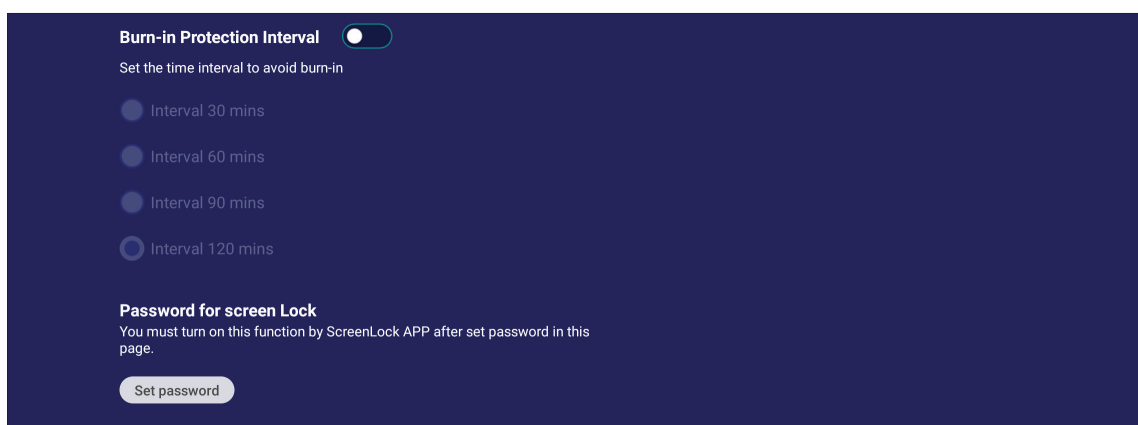 Burn-in Protection Interval
Set the time interval to avoid burn-in
Interval 30 mins
Interval 60 mins
Interval 90 mins
Interval 120 mins
Password for screen Lock
You must turn on this function by ScreenLock APP after set password in this
page.
Set password